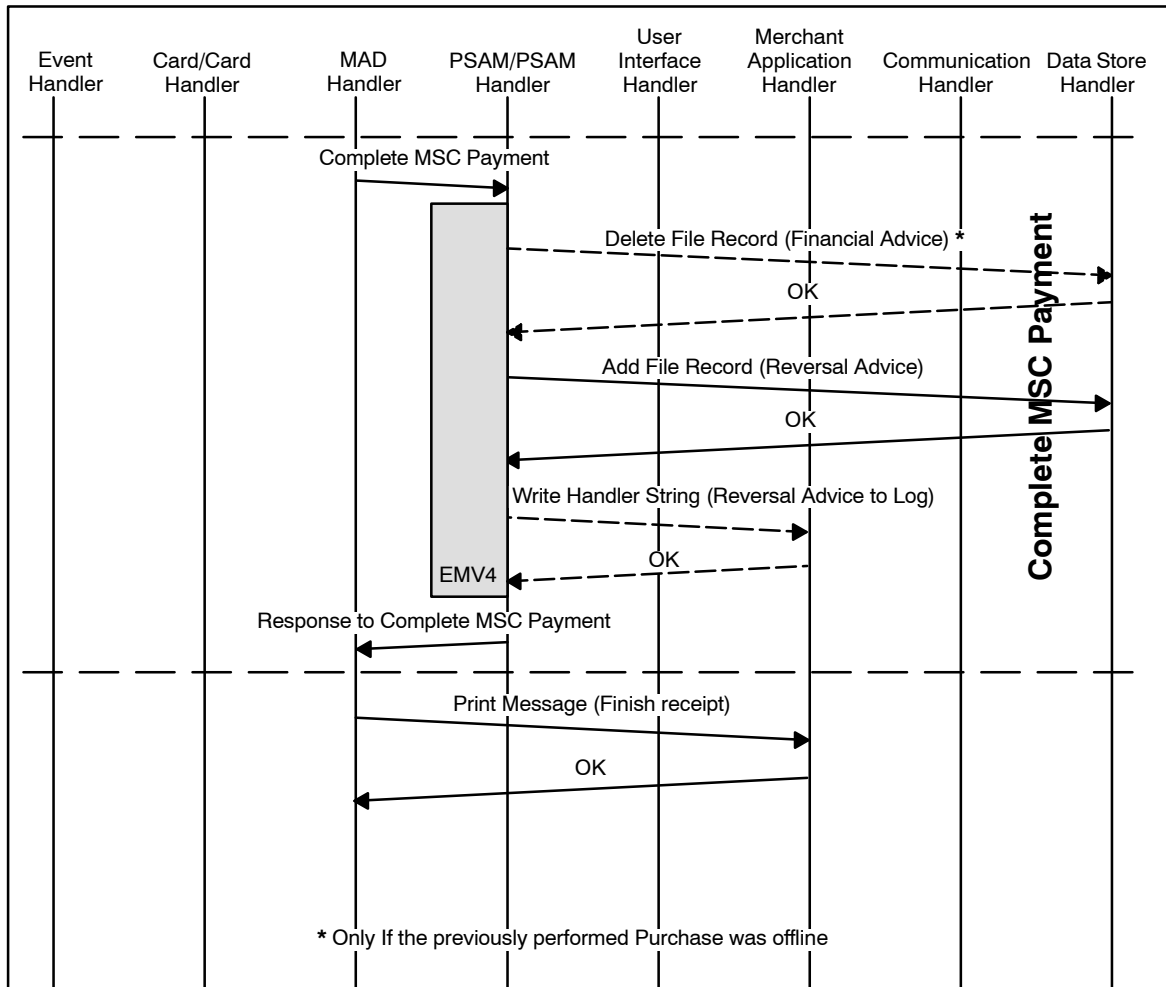 Event
Handler
Card/Card
Handler
MAD
Handler
PSAM/PSAM
Handler
User
Interface
Handler
Merchant
Application
Handler
Communication
Handler
Data Store
Handler
Complete MSC Payment
Delete File Record (Financial Advice) *
OK
Add File Record (Reversal Advice)
OK
Write Handler String (Reversal Advice to Log)
OK
EMV4
Response to Complete MSC Payment
Complete MSC Payment
Print Message (Finish receipt)
OK
* Only If the previously performed Purchase was offline